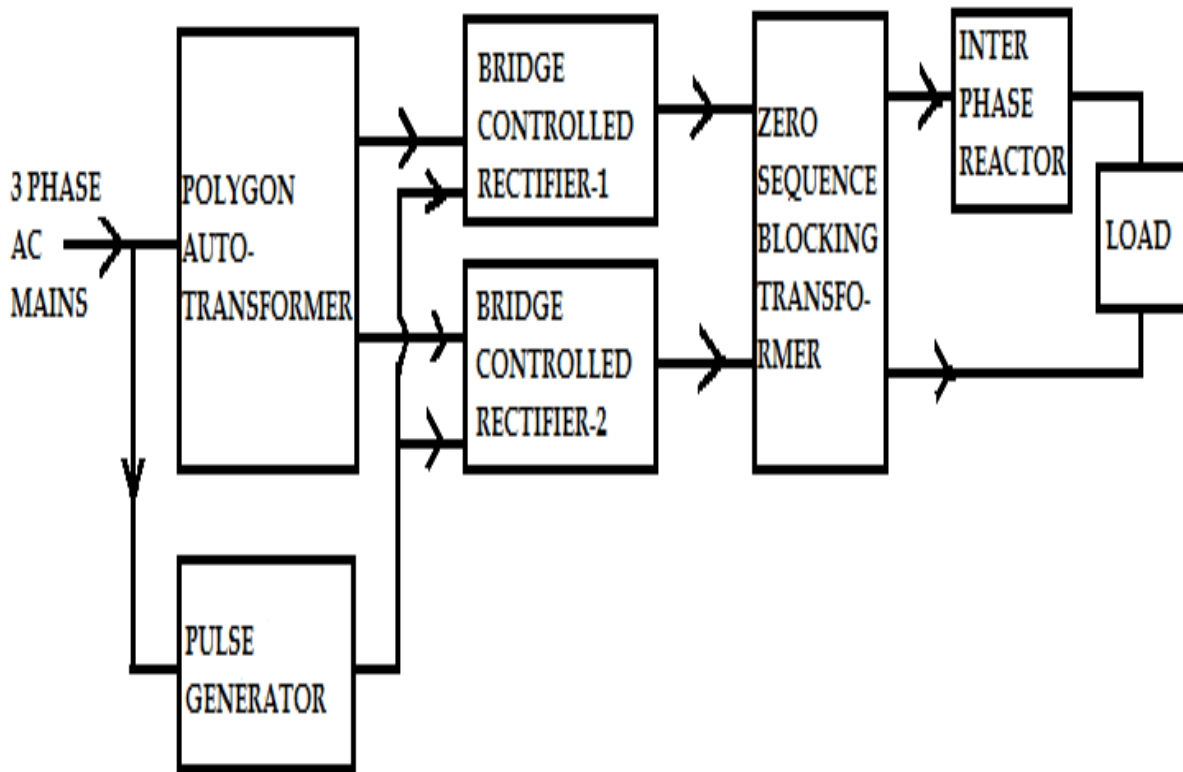 3 PHASE
AC
MAINS
POLYGON
AUTO-
TRANSFORMER
PULSE
GENERATOR
BRIDGE
CONTROLLED
RECTIFIER-1
BRIDGE
CONTROLLED
RECTIFIER-2
ZERO
SEQUENCE
BLOCKING
TRANSFO-
RMER
INTER
PHASE
REACTOR
LOAD